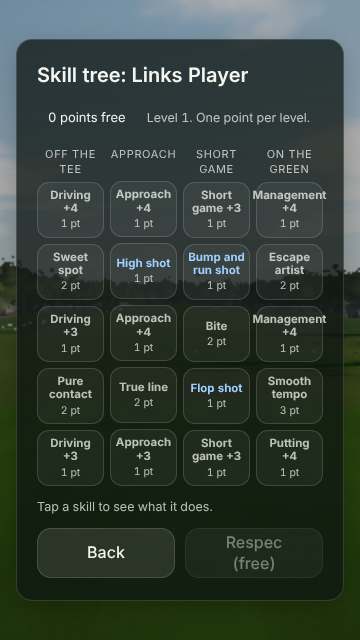 Skill tree: Links Player
0 points free Level 1. One point per level.
OFF THE TEE
APPROACH
SHORT GAME
ON THE GREEN
Driving +4
1 pt
Approach +4
1 pt
Short game +3
1 pt
Management +4
1 pt
Sweet spot
2 pt
High shot
1 pt
Bump and run shot
1 pt
Escape artist
2 pt
Driving +3
1 pt
Approach +4
1 pt
Bite
2 pt
Management +4
1 pt
Pure contact
2 pt
True line
2 pt
Flop shot
1 pt
Smooth tempo
3 pt
Driving +3
1 pt
Approach +3
1 pt
Short game +3
1 pt
Putting +4
1 pt
Tap a skill to see what it does.
Back
Respec (free)